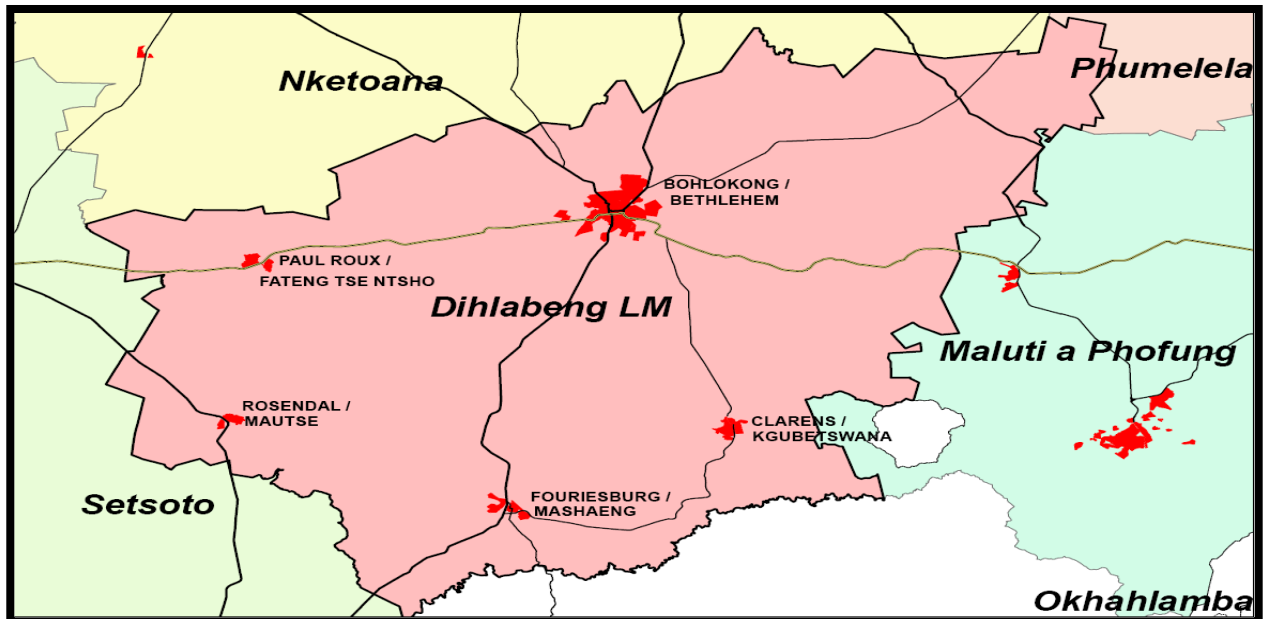 Phumelela
Nketoana
BOHLOKONG /
BETHLEHEM
PAUL ROUX /
FATENG TSE NTSHO
Dihlabeng LM
Maluti a Phofung
ROSENDAL /
MAUTSE
CLARENS /
KGUBETSWANA
Setsoto
FOURIESBURG /
MASHAENG
Okhahlamba